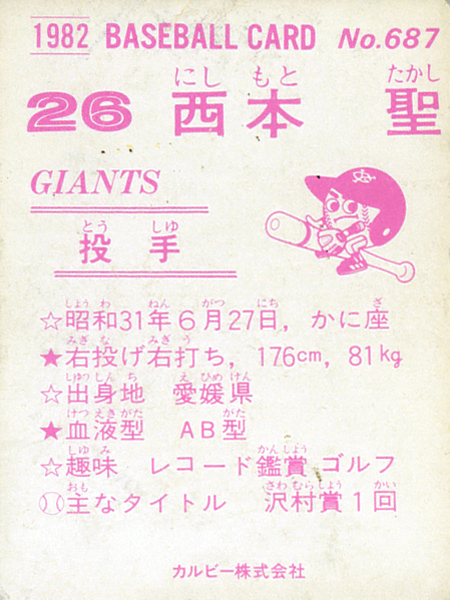 1982 BASEBALL CARD No.687
にし もと たかし
26 西本 聖
GIANTS
とう しゅ
投 手
しょう わ ねん がつ にち ざ
☆昭和31年6月27日, かに座
みぎ な みぎ う
★右投げ右打ち, 176cm, 81kg
しゅつ しん ち え ひめ けん
☆出身地 愛媛県
けつ えき がた がた
★血液型 AB型
しゅ み かん しょう
☆趣味 レコード鑑賞 ゴルフ
おも さわ むら しょう かい
主なタイトル 沢村賞1回
カルビー株式会社